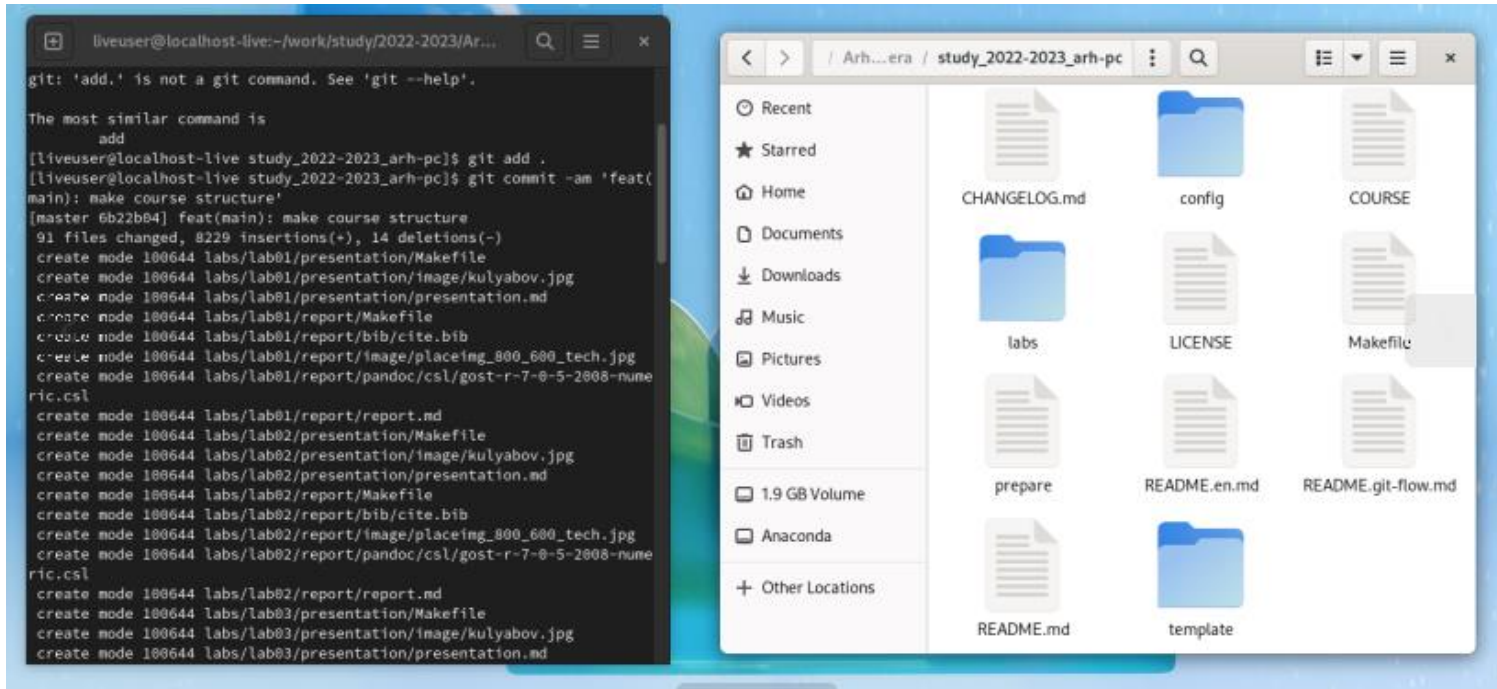 liveuser@localhost-live:~/work/study/2022-2023/Ar...
git: 'add.' is not a git command. See 'git --help'.
The most similar command is
add
[liveuser@localhost-live study_2022-2023_arh-pc]$ git add .
[liveuser@localhost-live study_2022-2023_arh-pc]$ git commit -am 'feat(
main): make course structure'
[master 6b22b04] feat(main): make course structure
91 files changed, 8229 insertions(+), 14 deletions(-)
create mode 100644 labs/lab01/presentation/Makefile
create mode 100644 labs/lab01/presentation/image/kulyabov.jpg
create mode 100644 labs/lab01/presentation/presentation.md
create mode 100644 labs/lab01/report/Makefile
create mode 100644 labs/lab01/report/bib/cite.bib
create mode 100644 labs/lab01/report/image/placeimg_800_600_tech.jpg
create mode 100644 labs/lab01/report/pandoc/csl/gost-r-7-0-5-2008-nume
ric.csl
create mode 100644 labs/lab01/report/report.md
create mode 100644 labs/lab02/presentation/Makefile
create mode 100644 labs/lab02/presentation/image/kulyabov.jpg
create mode 100644 labs/lab02/presentation/presentation.md
create mode 100644 labs/lab02/report/Makefile
create mode 100644 labs/lab02/report/bib/cite.bib
create mode 100644 labs/lab02/report/image/placeimg_800_600_tech.jpg
create mode 100644 labs/lab02/report/pandoc/csl/gost-r-7-0-5-2008-nume
ric.csl
create mode 100644 labs/lab02/report/report.md
create mode 100644 labs/lab03/presentation/Makefile
create mode 100644 labs/lab03/presentation/image/kulyabov.jpg
create mode 100644 labs/lab03/presentation/presentation.md
/ Arh...era / study_2022-2023_arh-pc
Recent
Starred
Home
Documents
Downloads
Music
Pictures
Videos
Trash
1.9 GB Volume
Anaconda
+ Other Locations
CHANGELOG.md config COURSE
labs LICENSE Makefile
prepare README.en.md README.git-flow.md
README.md template